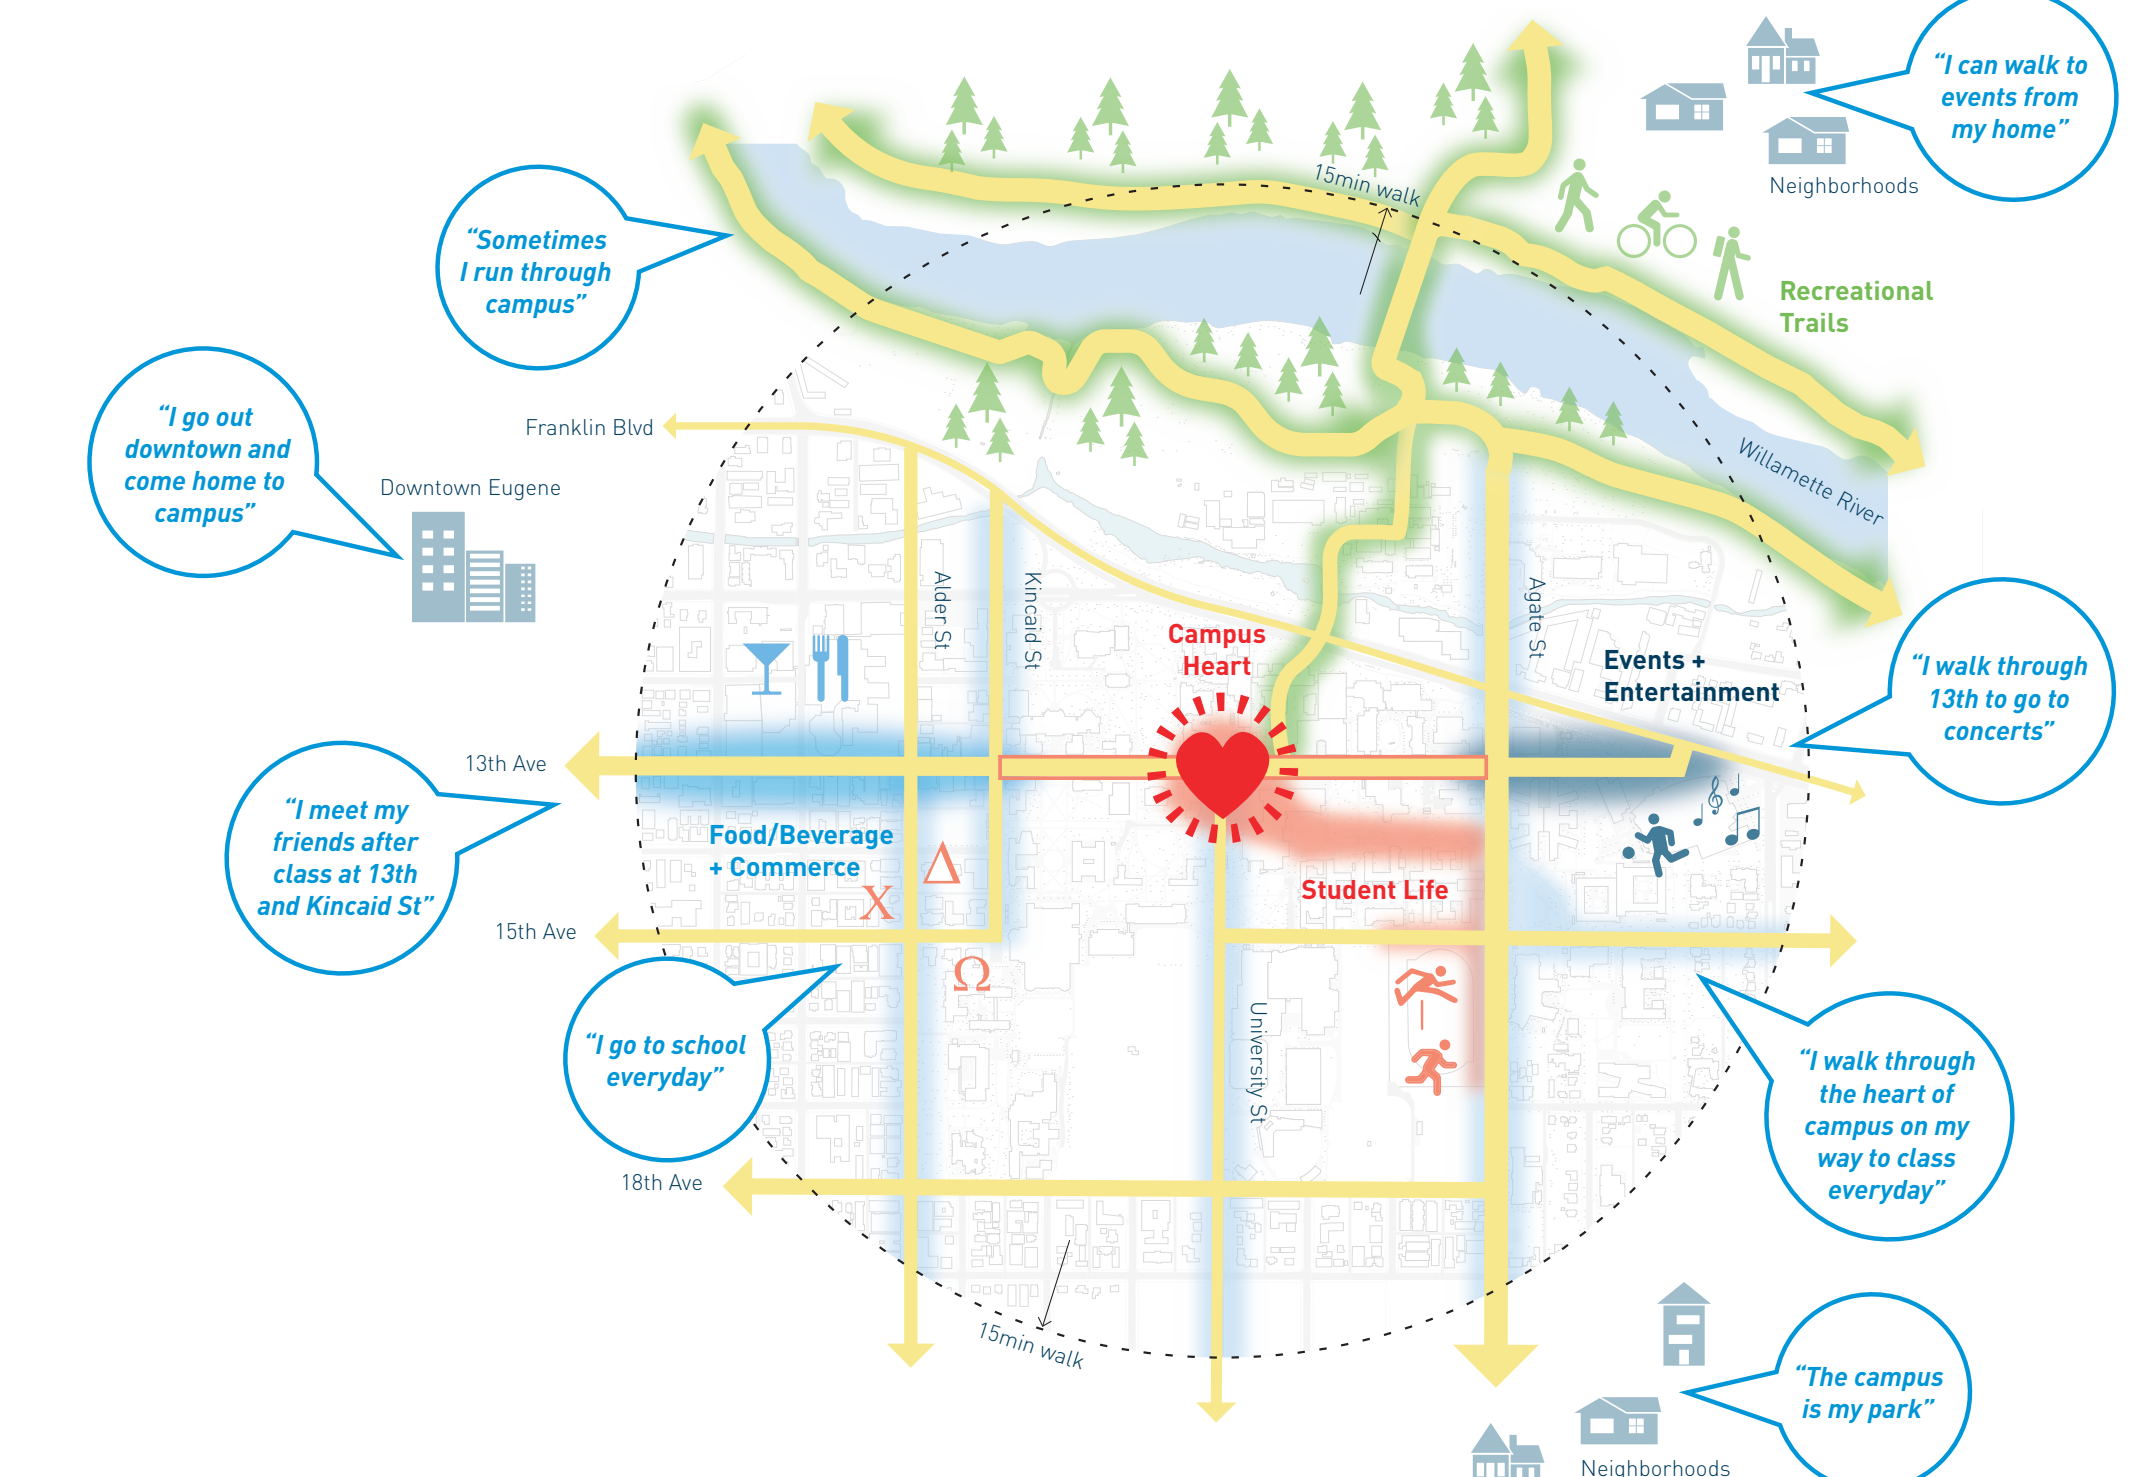 “I can walk to
events from
my home”
Neighborhoods
15min walk
“Sometimes
I run through
campus”
Recreational
Trails
“I go out
downtown and
come home to
campus”
Franklin Blvd
Downtown Eugene
Willamette River
Alder St
Kincaid St
Agate St
Campus
Heart
Events +
Entertainment
“I walk through
13th to go to
concerts”
13th Ave
“I meet my
friends after
class at 13th
and Kincaid St”
Food/Beverage
+ Commerce
Δ
X
Student Life
15th Ave
Ω
“I go to school
everyday”
University St
“I walk through
the heart of
campus on my
way to class
everyday”
18th Ave
15min walk
“The campus
is my park”
Neighborhoods